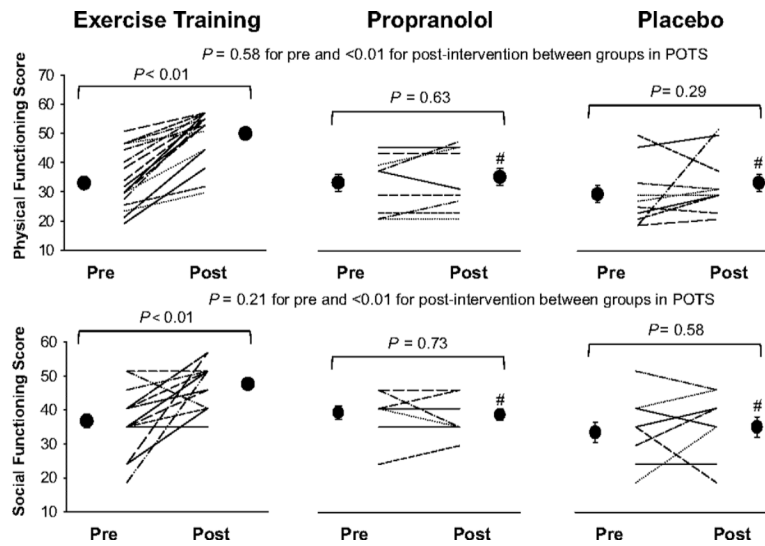 Exercise Training Propranolol Placebo
P = 0.58 for pre and <0.01 for post-intervention between groups in POTS
Physical Functioning Score
70
60
50
40
30
20
10
P< 0.01
P = 0.63
P = 0.29
#
#
Pre Post Pre Post Pre Post
P = 0.21 for pre and <0.01 for post-intervention between groups in POTS
Social Functioning Score
60
50
40
30
20
10
P <0.01
P = 0.73
P = 0.58
#
#
Pre Post Pre Post Pre Post